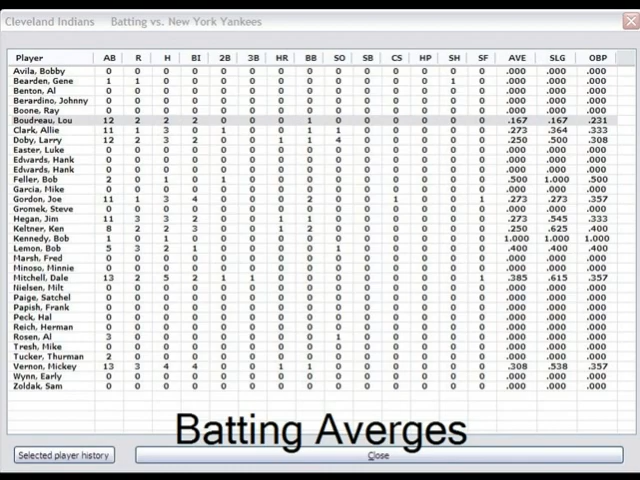 Cleveland Indians Batting vs. New York Yankees
Player AB R H BI 2B 3B HR BB SO SB CS HP SH SF AVE SLG OBP
Avila, Bobby 0 0 0 0 0 0 0 0 0 0 0 0 0 0 .000 .000 .000
Bearden, Gene 1 1 0 0 0 0 0 0 0 0 0 0 1 0 .000 .000 .000
Benton, Al 0 0 0 0 0 0 0 0 0 0 0 0 0 0 .000 .000 .000
Berardino, Johnny 0 0 0 0 0 0 0 0 0 0 0 0 0 0 .000 .000 .000
Boone, Ray 0 0 0 0 0 0 0 0 0 0 0 0 0 0 .000 .000 .000
Boudreau, Lou 12 2 2 2 0 0 0 1 0 0 0 0 0 0 .167 .167 .231
Clark, Allie 11 1 3 0 1 0 0 1 1 0 0 0 0 0 .273 .364 .333
Doby, Larry 12 2 3 2 0 0 1 1 4 0 0 0 0 0 .250 .500 .308
Easter, Luke 0 0 0 0 0 0 0 0 0 0 0 0 0 0 .000 .000 .000
Edwards, Hank 0 0 0 0 0 0 0 0 0 0 0 0 0 0 .000 .000 .000
Edwards, Hank 0 0 0 0 0 0 0 0 0 0 0 0 0 0 .000 .000 .000
Feller, Bob 2 0 1 0 1 0 0 0 0 0 0 0 0 0 .500 1.000 .500
Garcia, Mike 0 0 0 0 0 0 0 0 0 0 0 0 0 0 .000 .000 .000
Gordon, Joe 11 1 3 4 0 0 0 2 0 0 1 0 0 1 .273 .273 .357
Gromek, Steve 0 0 0 0 0 0 0 0 0 0 0 0 0 0 .000 .000 .000
Hegan, Jim 11 3 3 2 0 0 1 1 0 0 0 0 0 0 .273 .545 .333
Keltner, Ken 8 2 2 3 0 0 1 2 0 0 0 0 0 0 .250 .625 .400
Kennedy, Bob 1 0 1 0 0 0 0 0 0 0 0 0 0 0 1.000 1.000 1.000
Lemon, Bob 5 3 2 1 0 0 0 0 1 0 0 0 0 0 .400 .400 .400
Marsh, Fred 0 0 0 0 0 0 0 0 0 0 0 0 0 0 .000 .000 .000
Minoso, Minnie 0 0 0 0 0 0 0 0 0 0 0 0 0 0 .000 .000 .000
Mitchell, Dale 13 2 5 2 1 1 0 0 0 0 0 0 0 1 .385 .615 .357
Nielsen, Milt 0 0 0 0 0 0 0 0 0 0 0 0 0 0 .000 .000 .000
Paige, Satchel 0 0 0 0 0 0 0 0 0 0 0 0 0 0 .000 .000 .000
Papish, Frank 0 0 0 0 0 0 0 0 0 0 0 0 0 0 .000 .000 .000
Peck, Hal 0 0 0 0 0 0 0 0 0 0 0 0 0 0 .000 .000 .000
Reich, Herman 0 0 0 0 0 0 0 0 0 0 0 0 0 0 .000 .000 .000
Rosen, Al 3 0 0 0 0 0 0 0 1 0 0 0 0 0 .000 .000 .000
Tresh, Mike 0 0 0 0 0 0 0 0 0 0 0 0 0 0 .000 .000 .000
Tucker, Thurman 2 0 0 0 0 0 0 0 0 0 0 0 0 0 .000 .000 .000
Vernon, Mickey 13 3 4 4 0 0 1 1 0 0 0 0 0 0 .308 .538 .357
Wynn, Early 0 0 0 0 0 0 0 0 0 0 0 0 0 0 .000 .000 .000
Zoldak, Sam 0 0 0 0 0 0 0 0 0 0 0 0 0 0 .000 .000 .000
Batting Averges
Selected player history Close